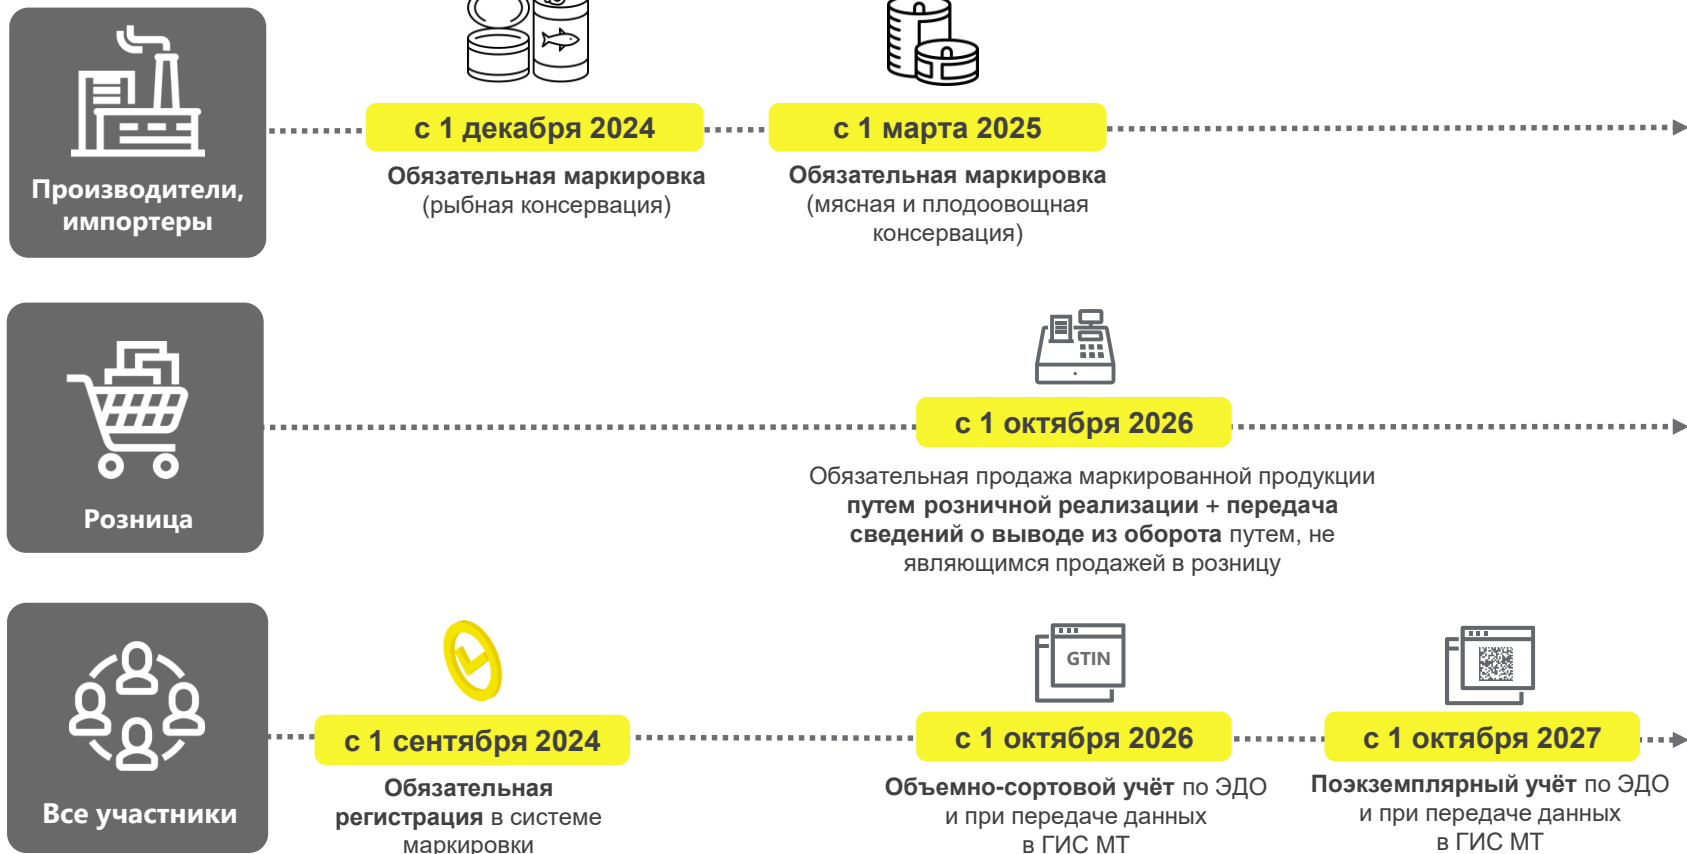 Производители,
импортеры
с 1 декабря 2024
Обязательная маркировка
(рыбная консервация)
с 1 марта 2025
Обязательная маркировка
(мясная и плодоовощная
консервация)
Розница
с 1 октября 2026
Обязательная продажа маркированной продукции
путем розничной реализации + передача
сведений о выводе из оборота путем, не
являющимся продажей в розницу
Все участники
с 1 сентября 2024
Обязательная
регистрация в системе
маркировки
GTIN
с 1 октября 2026
Объемно-сортовой учёт по ЭДО
и при передаче данных
в ГИС МТ
с 1 октября 2027
Поэкземплярный учёт по ЭДО
и при передаче данных
в ГИС МТ